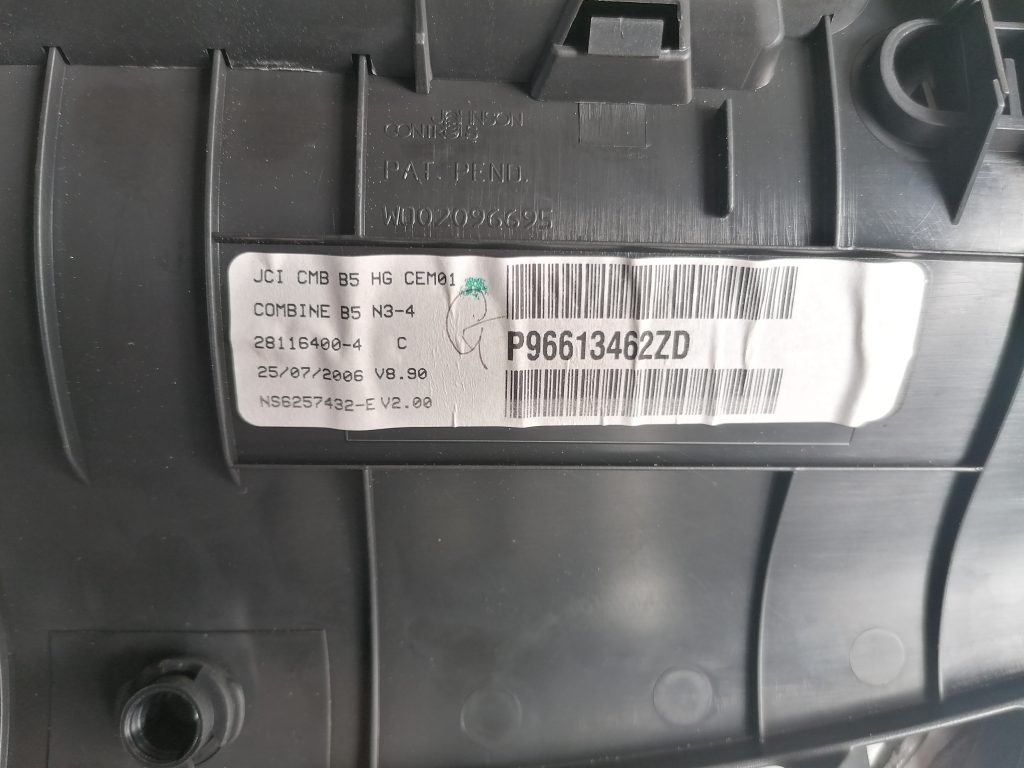 JOHNSON
CONTROLS
PAT. PEND.
W002096695
JCI CMB B5 HG CEM01
COMBINE B5 N3-4
28116400-4 C
25/07/2006 V8.90
NS6257432-E V2.00
P96613462ZD